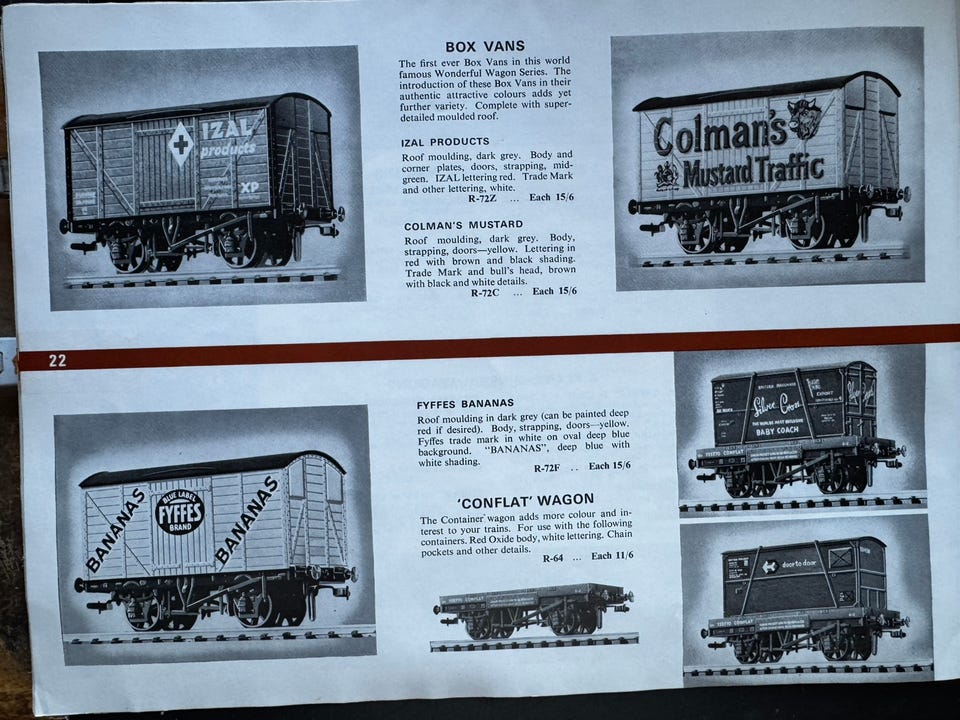 BOX VANS
The first ever Box Vans in this world
famous Wonderful Wagon Series. The
introduction of these Box Vans in their
authentic attractive colours adds yet
further variety. Complete with super-
detailed moulded roof.
IZAL PRODUCTS
Roof moulding, dark grey. Body and
corner plates, doors, strapping, mid-
green. IZAL lettering red. Trade Mark
and other lettering, white.
R-72Z ... Each 15/6
COLMAN'S MUSTARD
Roof moulding, dark grey. Body,
strapping, doors—yellow. Lettering in
red with brown and black shading.
Trade Mark and bull's head, brown
with black and white details.
R-72C ... Each 15/6
IZAL
products
XP
Colman's
Mustard Traffic
22
FYFFES BANANAS
Roof moulding in dark grey (can be painted deep
red if desired). Body, strapping, doors—yellow.
Fyffes trade mark in white on oval deep blue
background. "BANANAS", deep blue with
white shading.
R-72F .. Each 15/6
'CONFLAT' WAGON
The Container wagon adds more colour and in-
terest to your trains. For use with the following
containers. Red Oxide body, white lettering. Chain
pockets and other details.
R-64 ... Each 11/6
BANANAS
BLUE LABEL
FYFFES
BRAND
BANANAS
BRITISH RAILWAYS
EXPORT
Silver Cross
THE WORLDS MOST EXCLUSIVE
BABY COACH
CONFLAT
door to door
CONFLAT